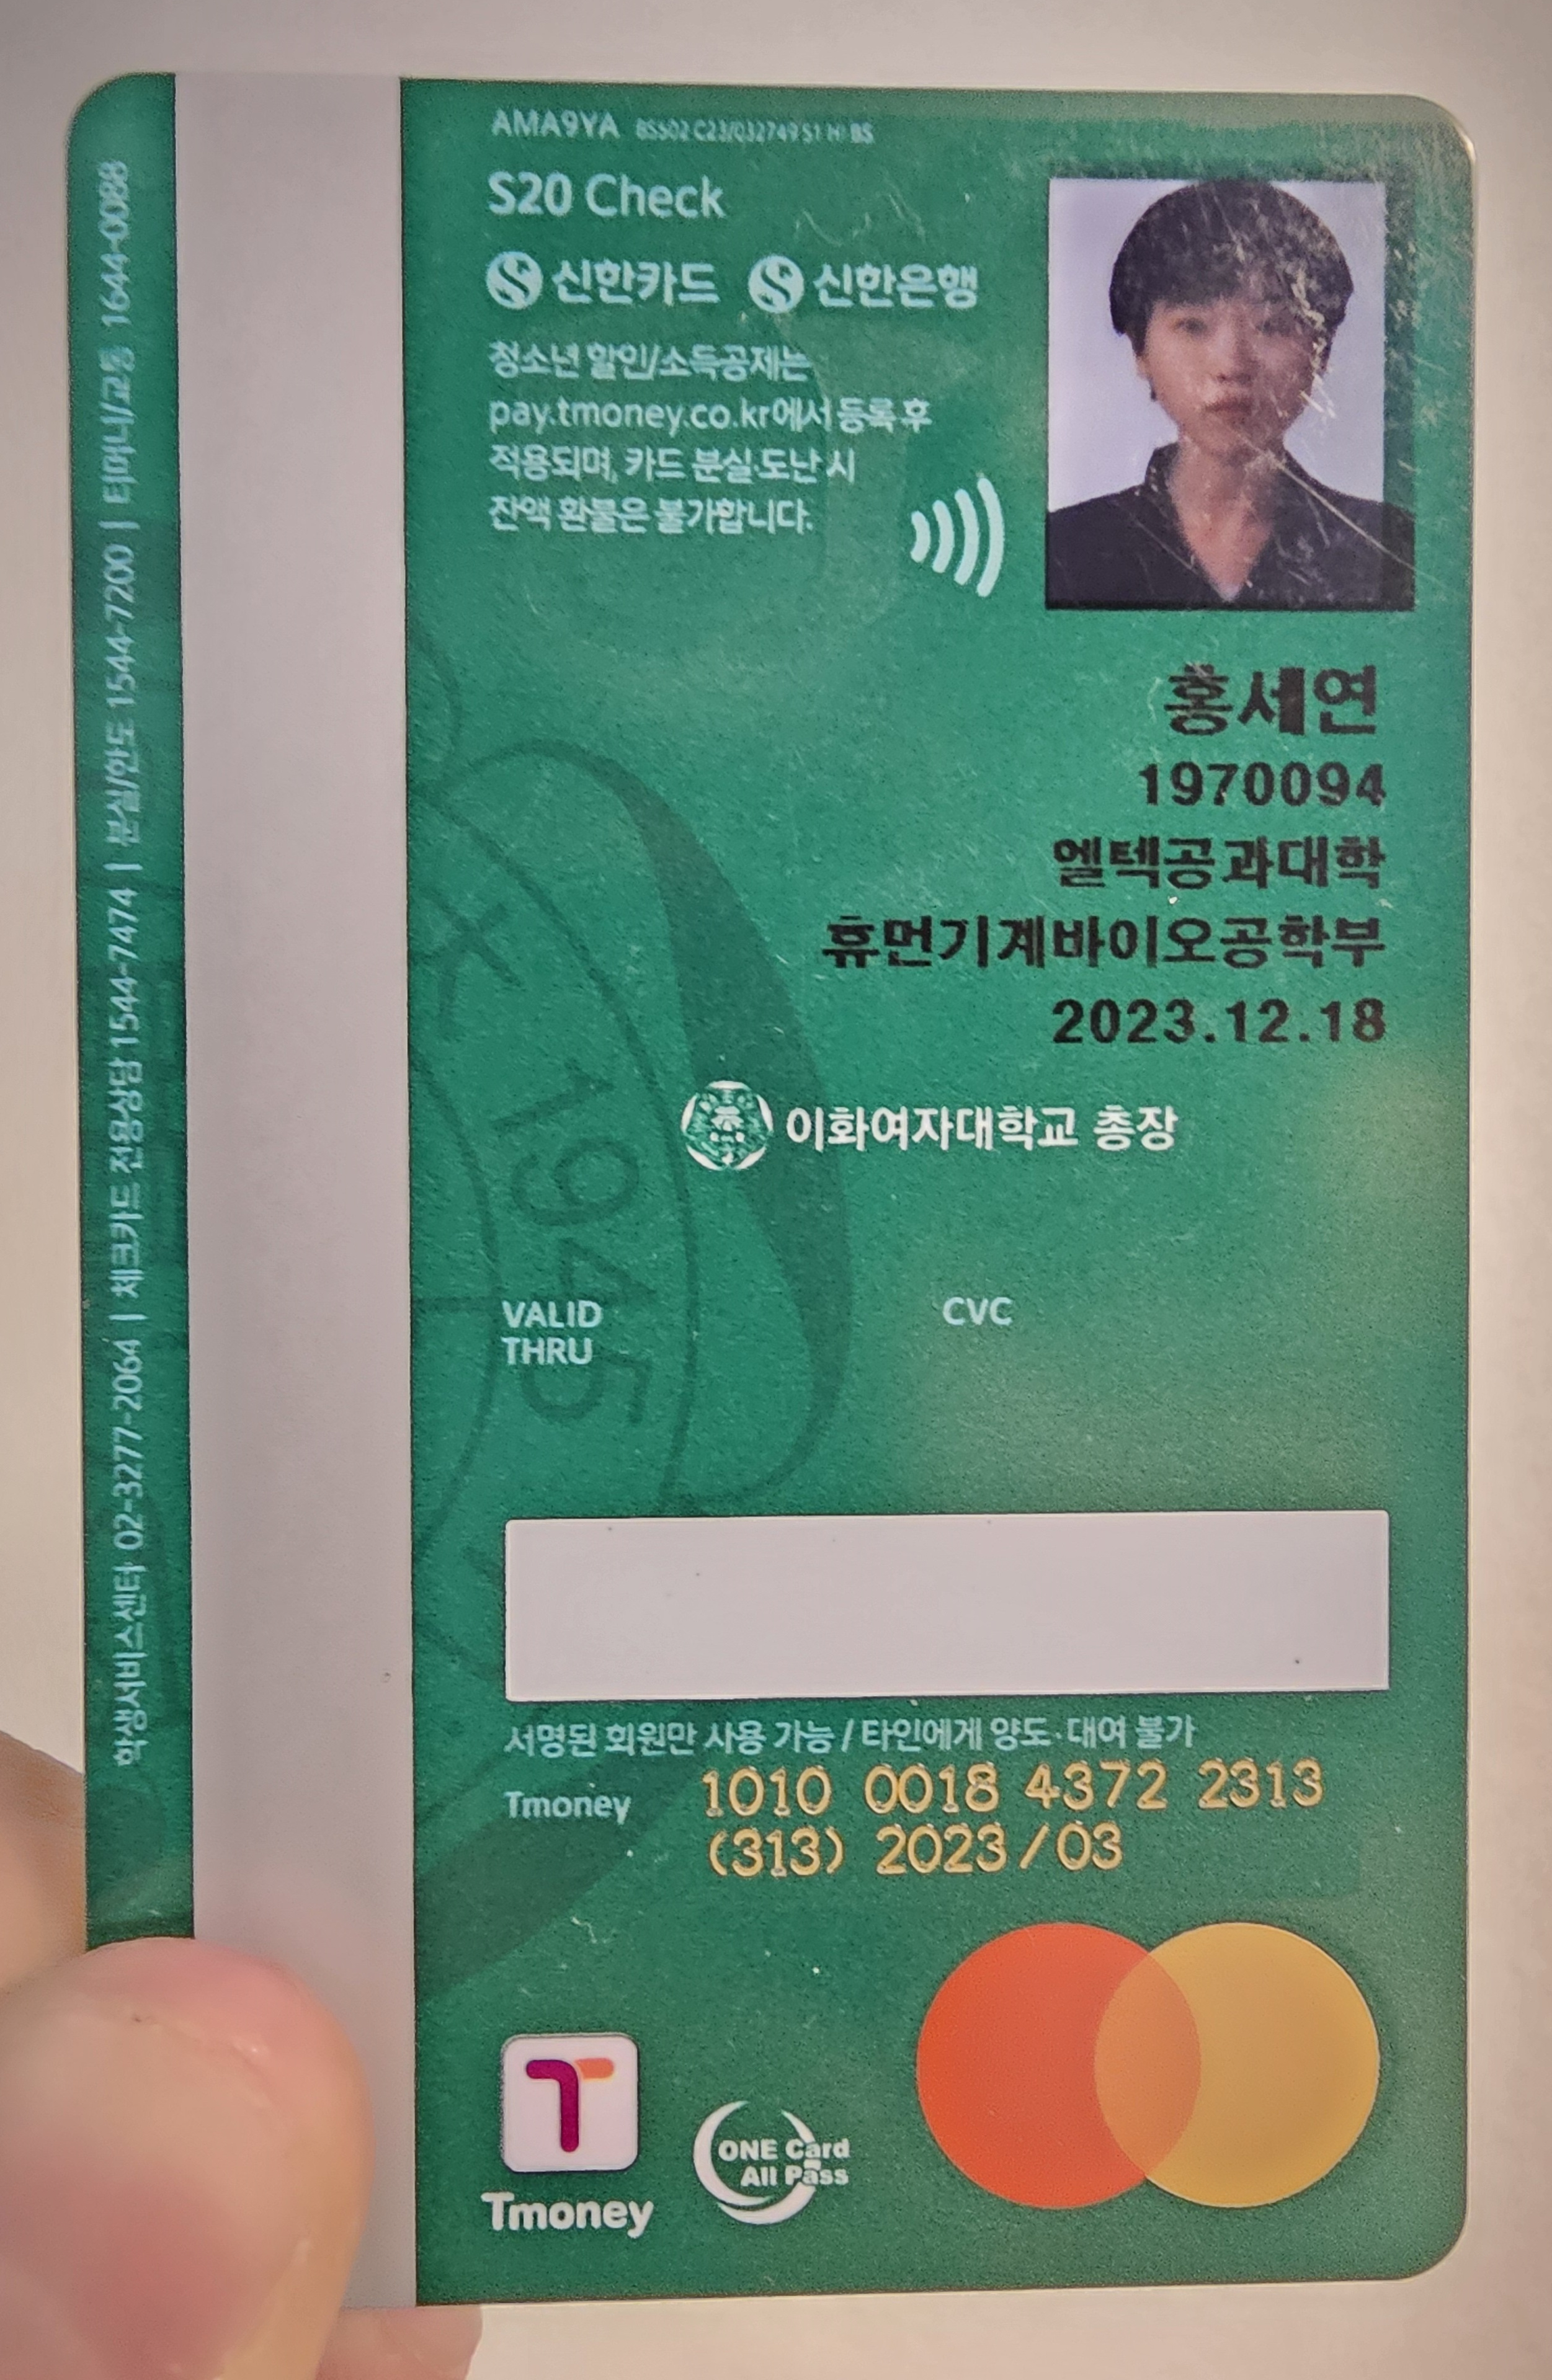 AMA9YA
S20 Check
신한카드 신한은행
청소년 할인/소득공제는
pay.tmoney.co.kr에서 등록 후
적용되며, 카드 분실·도난 시
잔액 환불은 불가합니다.
홍세연
1970094
엘텍공과대학
휴먼기계바이오공학부
2023.12.18
이화여자대학교 총장
1945
VALID
THRU
CVC
서명된 회원만 사용 가능 / 타인에게 양도·대여 불가
Tmoney 1010 0018 4372 2313
(313) 2023/03
Tmoney
ONE Card
All Pass
학생서비스센터 02-3277-2064 | 체크카드 전용상담 1544-7474 | 분실/한도 1544-7200 | 티머니/교통 1644-0088